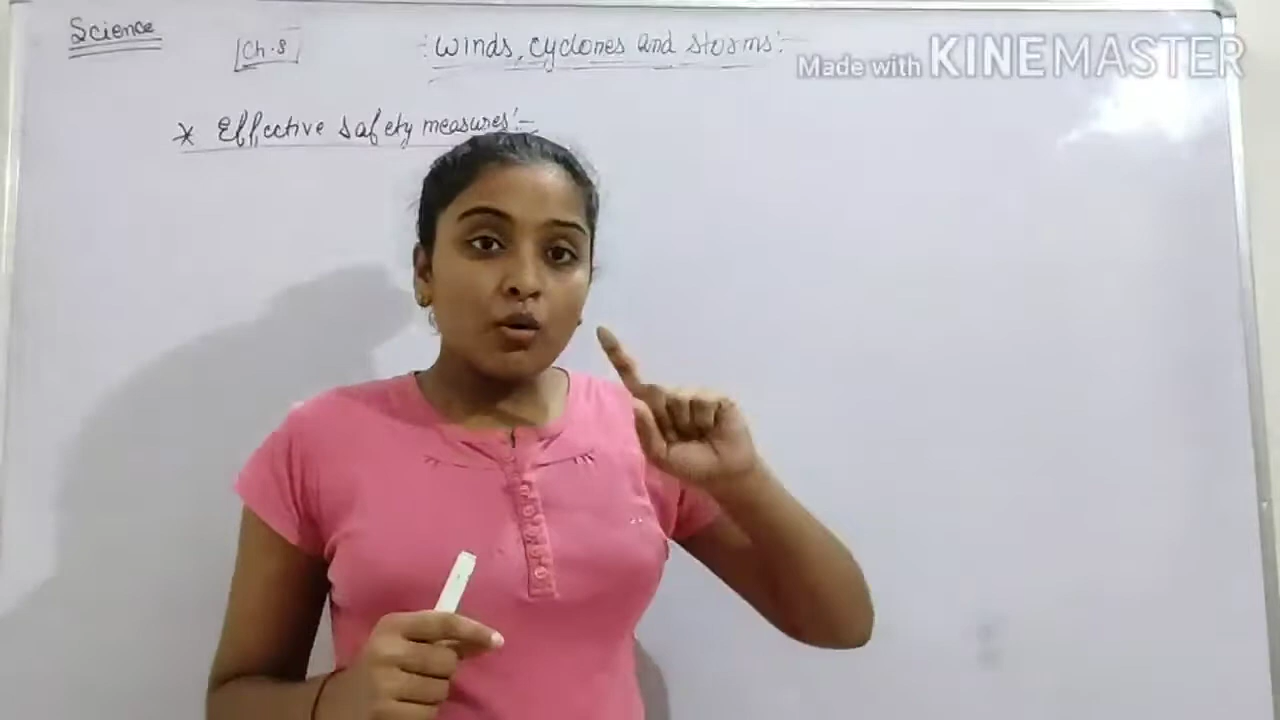 Science
Ch.8
:Winds, cyclones and storms:-
Made with KINEMASTER
* Effective safety measures:-